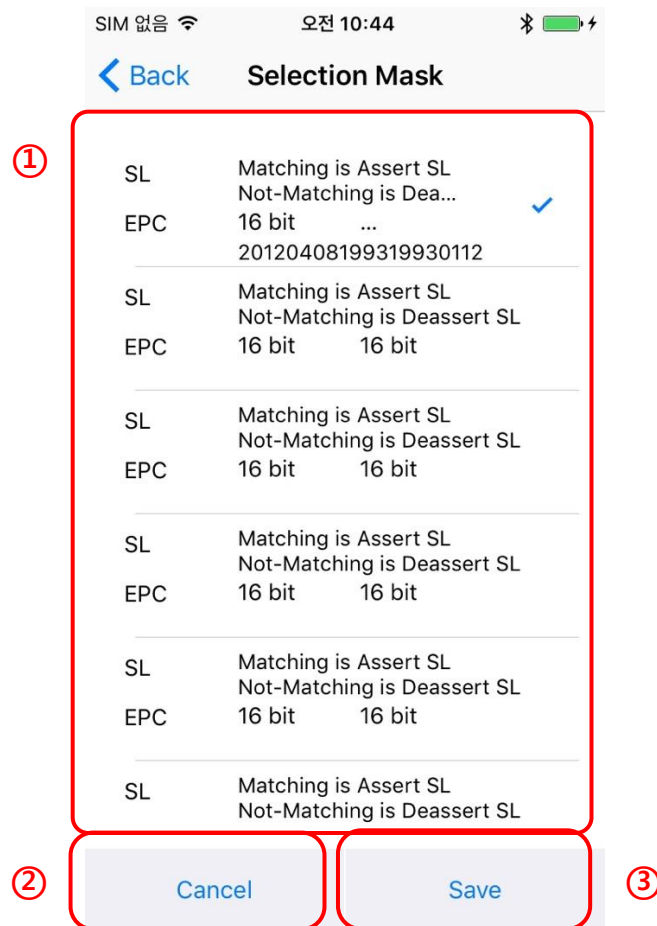 SIM 없음 오전 10:44
Back Selection Mask
①
SL Matching is Assert SL
Not-Matching is Dea...
EPC 16 bit ...
20120408199319930112
SL Matching is Assert SL
Not-Matching is Deassert SL
EPC 16 bit 16 bit
SL Matching is Assert SL
Not-Matching is Deassert SL
EPC 16 bit 16 bit
SL Matching is Assert SL
Not-Matching is Deassert SL
EPC 16 bit 16 bit
SL Matching is Assert SL
Not-Matching is Deassert SL
EPC 16 bit 16 bit
SL Matching is Assert SL
Not-Matching is Deassert SL
② Cancel Save ③